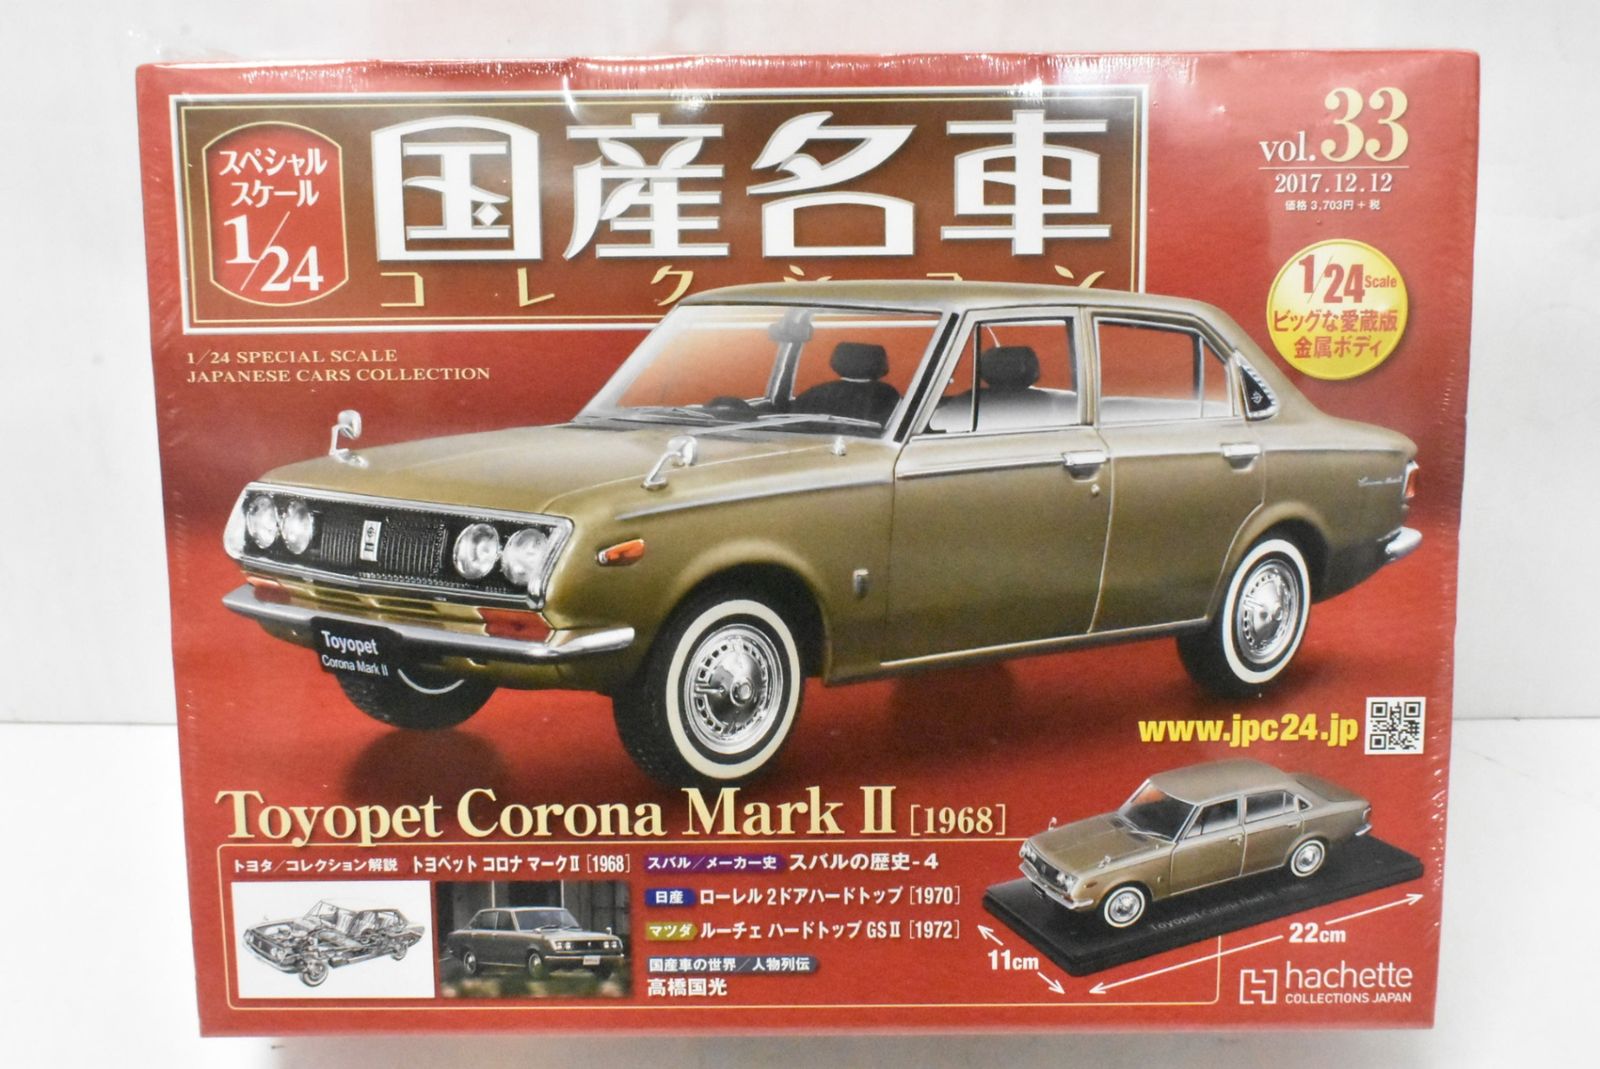 スペシャル
スケール
1/24
国産名車
コレクション
vol.33
2017.12.12
価格 3,703円+税
1/24 Scale
ビッグな愛蔵版
金属ボディ
1/24 SPECIAL SCALE
JAPANESE CARS COLLECTION
Corona Mark II
Toyopet
Corona Mark II
www.jpc24.jp
Toyopet Corona Mark II [1968]
トヨタ/コレクション解説 トヨペット コロナ マークII [1968]
スバル/メーカー史 スバルの歴史-4
日産 ローレル2ドアハードトップ [1970]
マツダ ルーチェ ハードトップ GSII [1972]
国産車の世界/人物列伝
高橋国光
Toyopet Corona Mark II
11cm
22cm
hachette
COLLECTIONS JAPAN